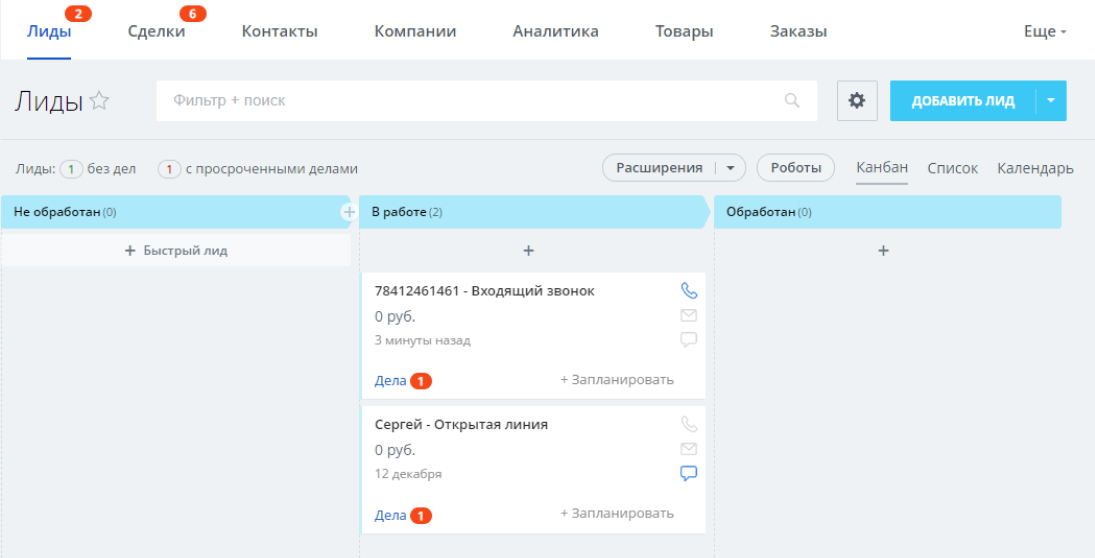 2 6
Лиды Сделки Контакты Компании Аналитика Товары Заказы Еще
Лиды Фильтр + поиск ДОБАВИТЬ ЛИД
Лиды: 1 без дел 1 с просроченными делами Расширения Роботы Канбан Список Календарь
Не обработан (0) + В работе (2) Обработан (0)
+ Быстрый лид + +
78412461461 - Входящий звонок
0 руб.
3 минуты назад
Дела 1 + Запланировать
Сергей - Открытая линия
0 руб.
12 декабря
Дела 1 + Запланировать